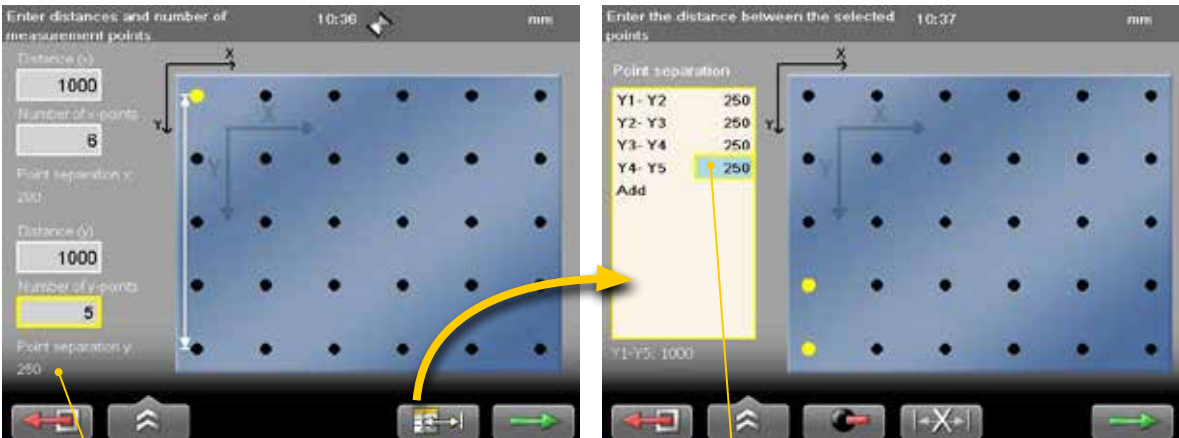 Enter distances and number of
measurement points
10:36
mm
Distance (x)
1000
Number of x-points
6
Point separation x:
200
Distance (y)
1000
Number of y-points
5
Point separation y
250
X
Y
X
Y
Enter the distance between the selected
points
10:37
mm
Point separation
Y1- Y2 250
Y2- Y3 250
Y3- Y4 250
Y4- Y5 250
Add
Y1-Y5: 1000
X
Y
X
Y
X